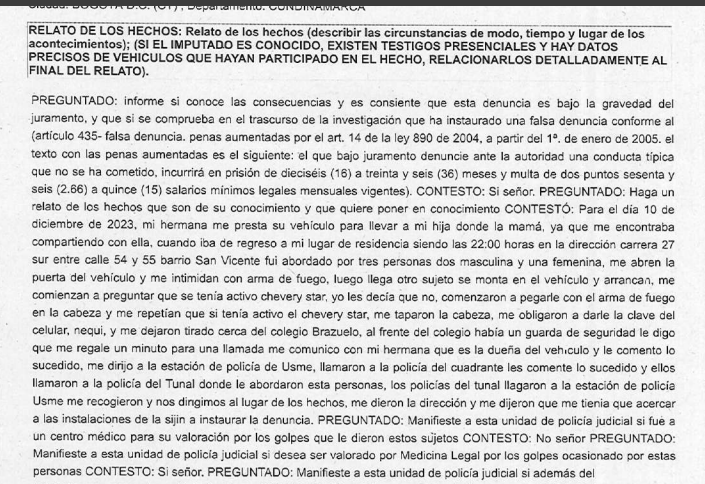 RELATO DE LOS HECHOS: Relato de los hechos (describir las circunstancias de modo, tiempo y lugar de los
acontecimientos); (SI EL IMPUTADO ES CONOCIDO, EXISTEN TESTIGOS PRESENCIALES Y HAY DATOS
PRECISOS DE VEHICULOS QUE HAYAN PARTICIPADO EN EL HECHO, RELACIONARLOS DETALLADAMENTE AL
FINAL DEL RELATO).
PREGUNTADO: informe si conoce las consecuencias y es consiente que esta denuncia es bajo la gravedad del
juramento, y que si se comprueba en el trascurso de la investigación que ha instaurado una falsa denuncia conforme al
(artículo 435- falsa denuncia. penas aumentadas por el art. 14 de la ley 890 de 2004, a partir del 1º. de enero de 2005. el
texto con las penas aumentadas es el siguiente: el que bajo juramento denuncie ante la autoridad una conducta típica
que no se ha cometido, incurrirá en prisión de dieciséis (16) a treinta y seis (36) meses y multa de dos puntos sesenta y
seis (2.66) a quince (15) salarios mínimos legales mensuales vigentes). CONTESTO: Si señor. PREGUNTADO: Haga un
relato de los hechos que son de su conocimiento y que quiere poner en conocimiento CONTESTÓ: Para el día 10 de
diciembre de 2023, mi hermana me presta su vehículo para llevar a mi hija donde la mamá, ya que me encontraba
compartiendo con ella, cuando iba de regreso a mi lugar de residencia siendo las 22:00 horas en la dirección carrera 27
sur entre calle 54 y 55 barrio San Vicente fui abordado por tres personas dos masculina y una femenina, me abren la
puerta del vehículo y me intimidan con arma de fuego, luego llega otro sujeto se monta en el vehículo y arrancan, me
comienzan a preguntar que se tenía activo chevery star, yo les decía que no, comenzaron a pegarle con el arma de fuego
en la cabeza y me repetían que si tenía activo el chevery star, me taparon la cabeza, me obligaron a darle la clave del
celular, nequi, y me dejaron tirado cerca del colegio Brazuelo, al frente del colegio había un guarda de seguridad le digo
que me regale un minuto para una llamada me comunico con mi hermana que es la dueña del vehiculo y le comento lo
sucedido, me dirijo a la estación de policía de Usme, llamaron a la policía del cuadrante les comente lo sucedido y ellos
llamaron a la policía del Tunal donde le abordaron esta personas, los policías del tunal llagaron a la estación de policía
Usme me recogieron y nos dirigimos al lugar de los hechos, me dieron la dirección y me dijeron que me tienia que acercar
a las instalaciones de la sijin a instaurar la denuncia. PREGUNTADO: Manifieste a esta unidad de policía judicial si fué a
un centro médico para su valoración por los golpes que le dieron estos sujetos CONTESTO: No señor PREGUNTADO:
Manifieste a esta unidad de policía judicial si desea ser valorado por Medicina Legal por los golpes ocasionado por estas
personas CONTESTO: Si señor. PREGUNTADO: Manifieste a esta unidad de policía judicial si además del